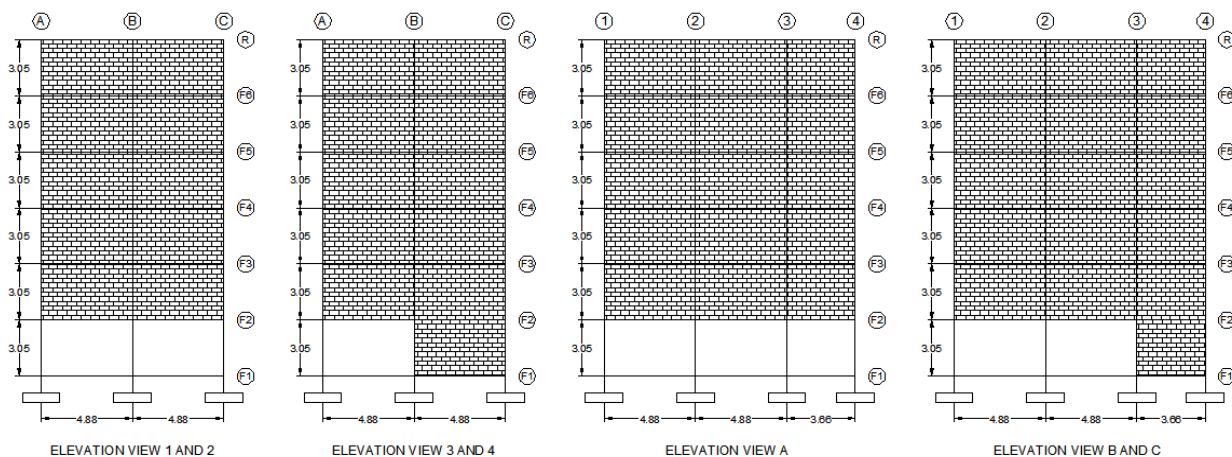 A B C A B C 1 2 3 4 1 2 3 4
R R R R
3.05 3.05 3.05 3.05
F6 F6 F6 F6
3.05 3.05 3.05 3.05
F5 F5 F5 F5
3.05 3.05 3.05 3.05
F4 F4 F4 F4
3.05 3.05 3.05 3.05
F3 F3 F3 F3
3.05 3.05 3.05 3.05
F2 F2 F2 F2
3.05 3.05 3.05 3.05
F1 F1 F1 F1
4.88 4.88 4.88 4.88 4.88 4.88 3.66 4.88 4.88 3.66
ELEVATION VIEW 1 AND 2 ELEVATION VIEW 3 AND 4 ELEVATION VIEW A ELEVATION VIEW B AND C